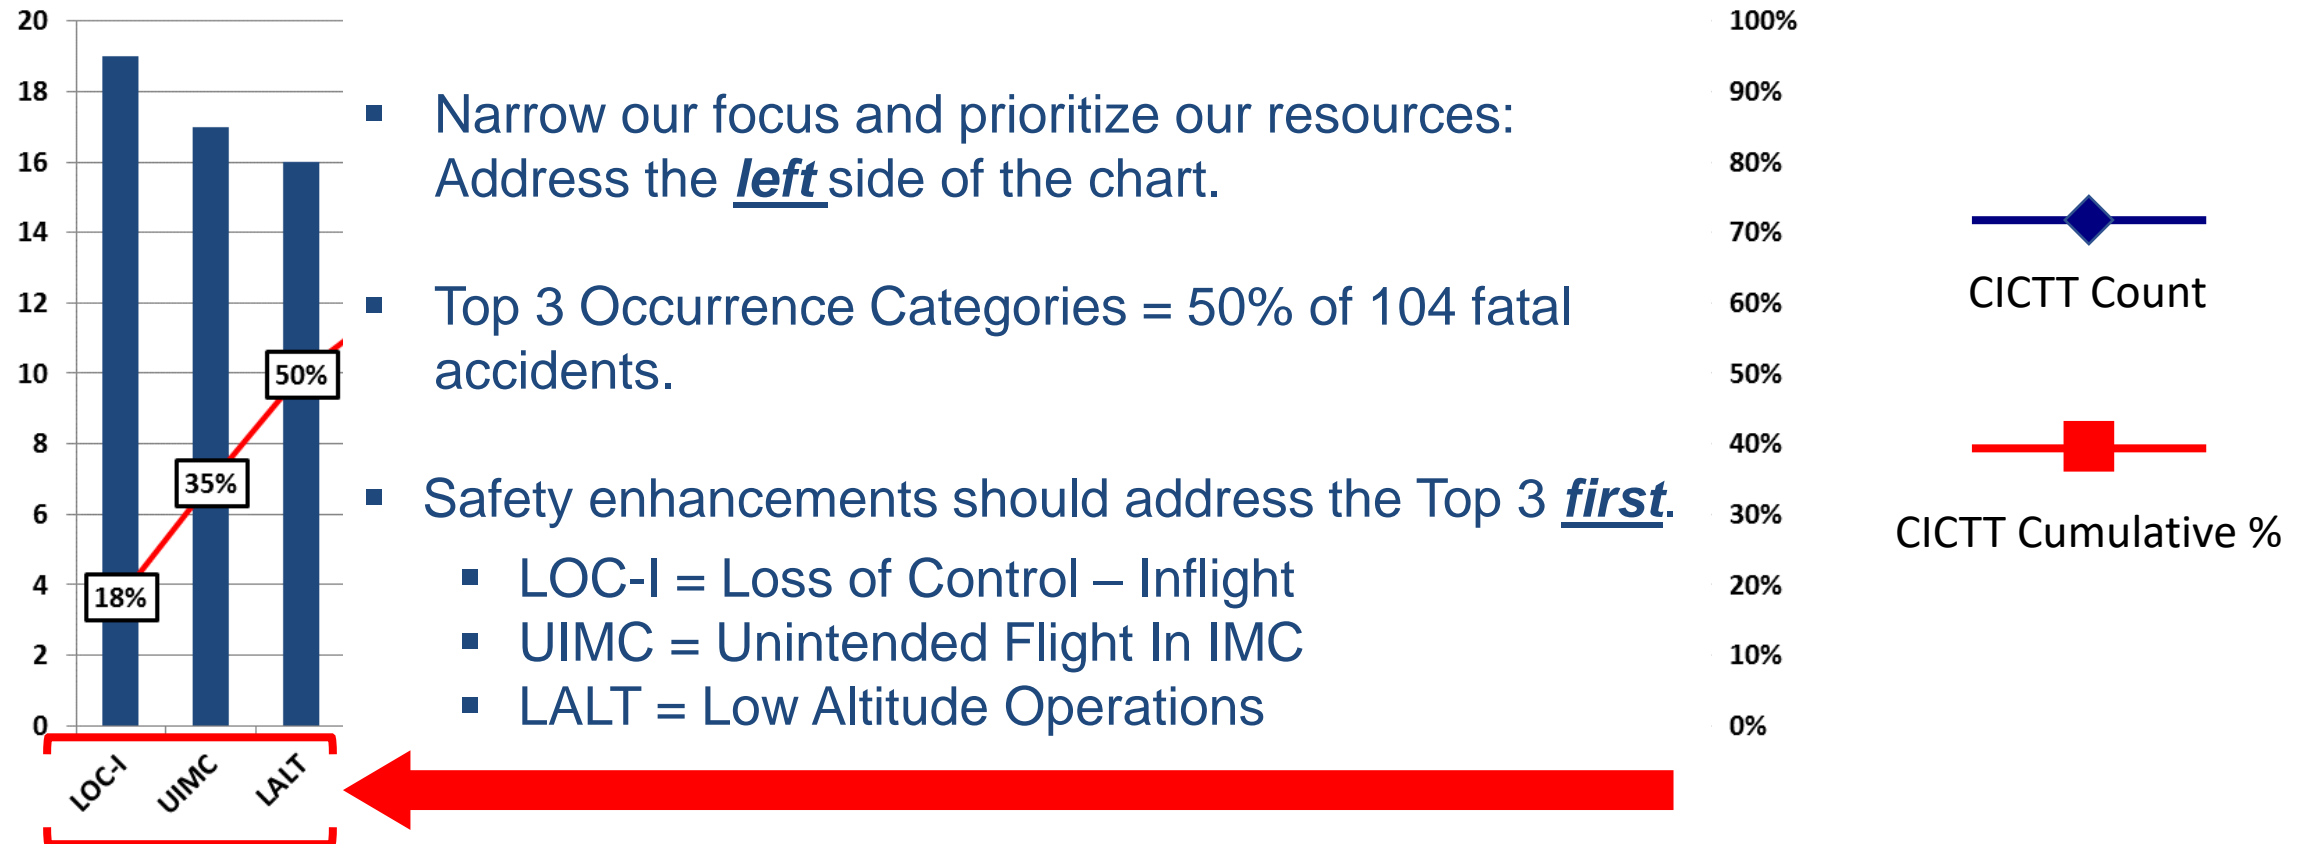 20
18
16
14
12
10
8
6
4
2
0
18%
35%
50%
LOC-I
UIMC
LALT
▪ Narrow our focus and prioritize our resources:
Address the left side of the chart.
▪ Top 3 Occurrence Categories = 50% of 104 fatal
accidents.
▪ Safety enhancements should address the Top 3 first.
▪ LOC-I = Loss of Control – Inflight
▪ UIMC = Unintended Flight In IMC
▪ LALT = Low Altitude Operations
100%
90%
80%
70%
60%
50%
40%
30%
20%
10%
0%
CICTT Count
CICTT Cumulative %